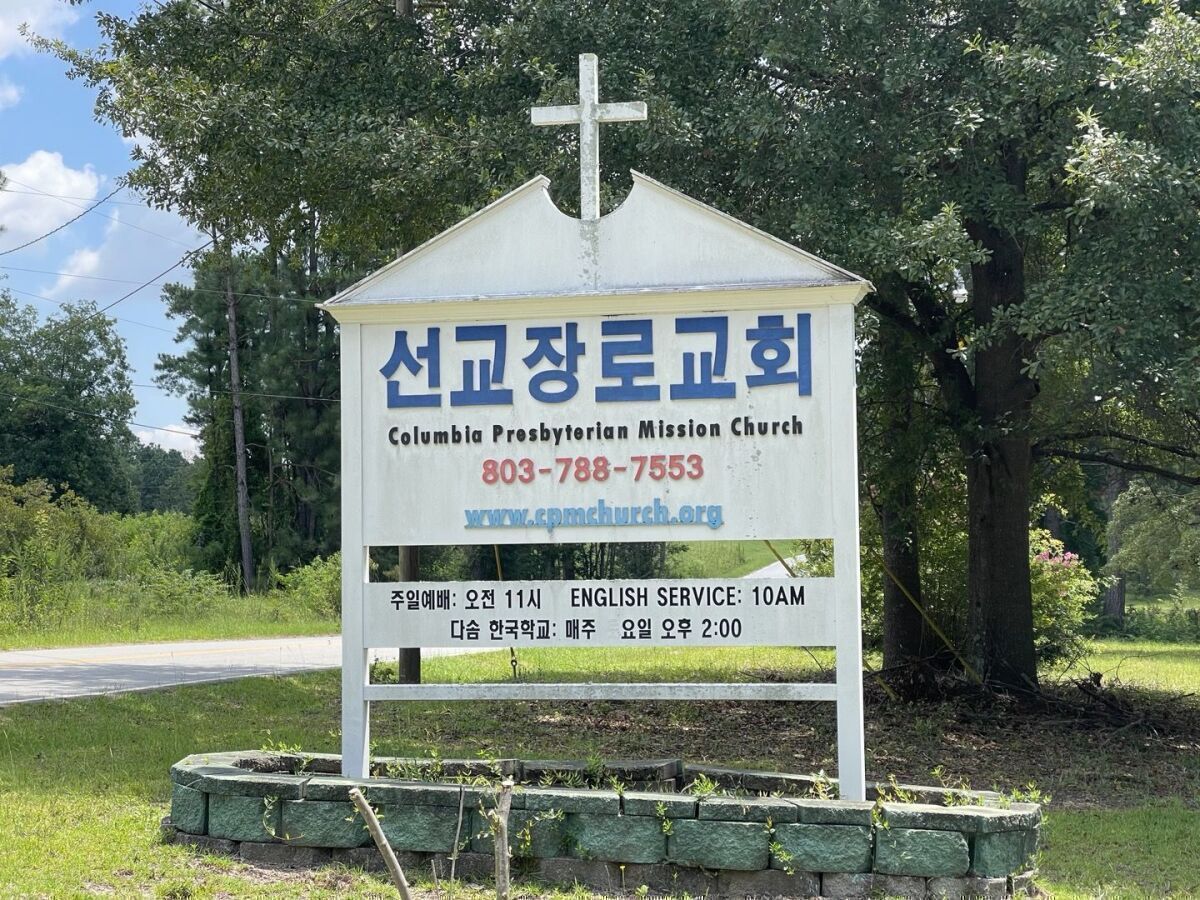 선교장로교회
Columbia Presbyterian Mission Church
803-788-7553
www.cpmchurch.org
주일예배: 오전 11시 ENGLISH SERVICE: 10AM
다솜 한국학교: 매주 요일 오후 2:00